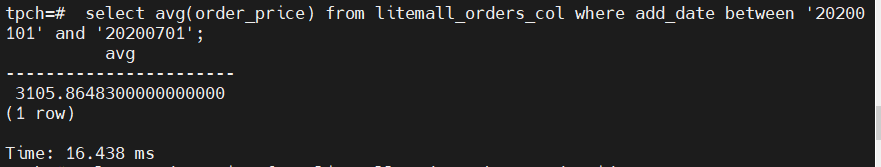 tpch=#  select avg(order_price) from litemall_orders_col where add_date between '20200
101' and '20200701';
avg
-----------------------
3105.8648300000000000
(1 row)
Time: 16.438 ms